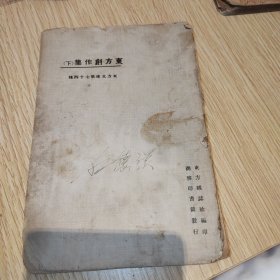 東方創作集(下)
東方文庫第七十四種
東方雜誌社編纂
商務印書館發行